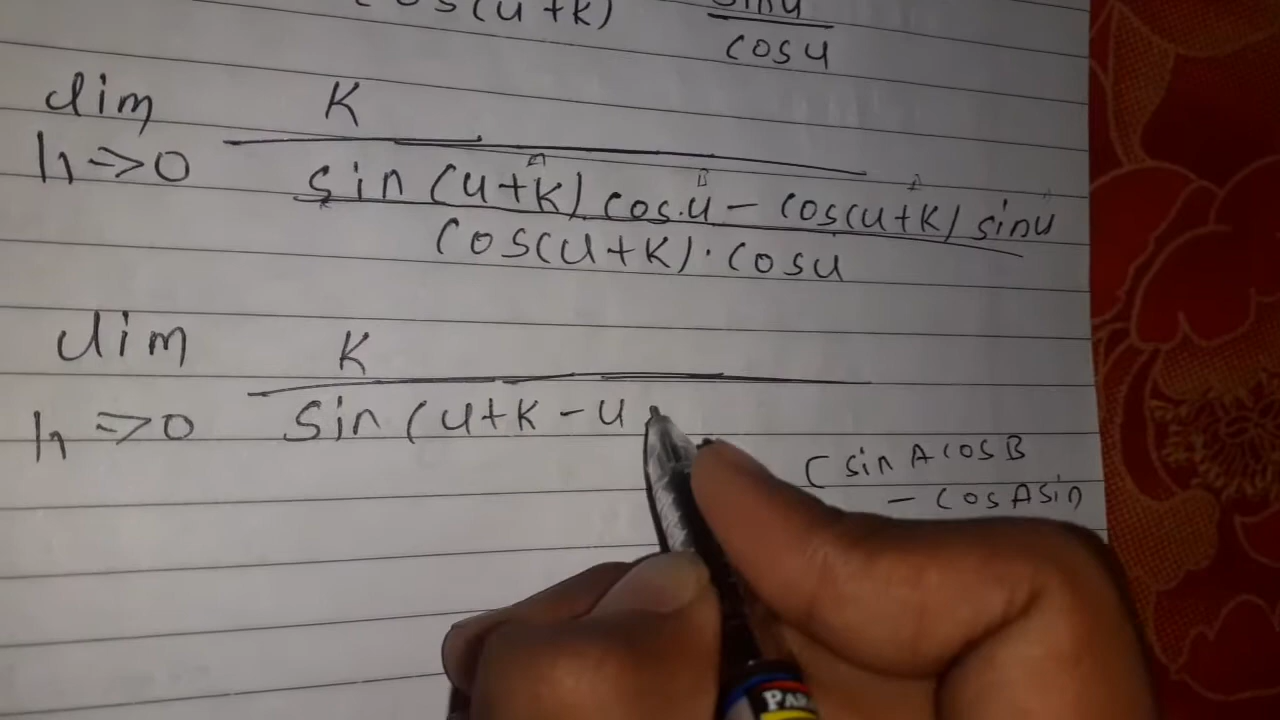 cos(u+k) sinu
cosu
lim K
h->0 sin(u+k) cos.u - cos(u+k) sinu
A B A
cos(u+k).cosu
lim K
h->0 sin(u+k-u
(sinAcosB
- cosAsin
PAR